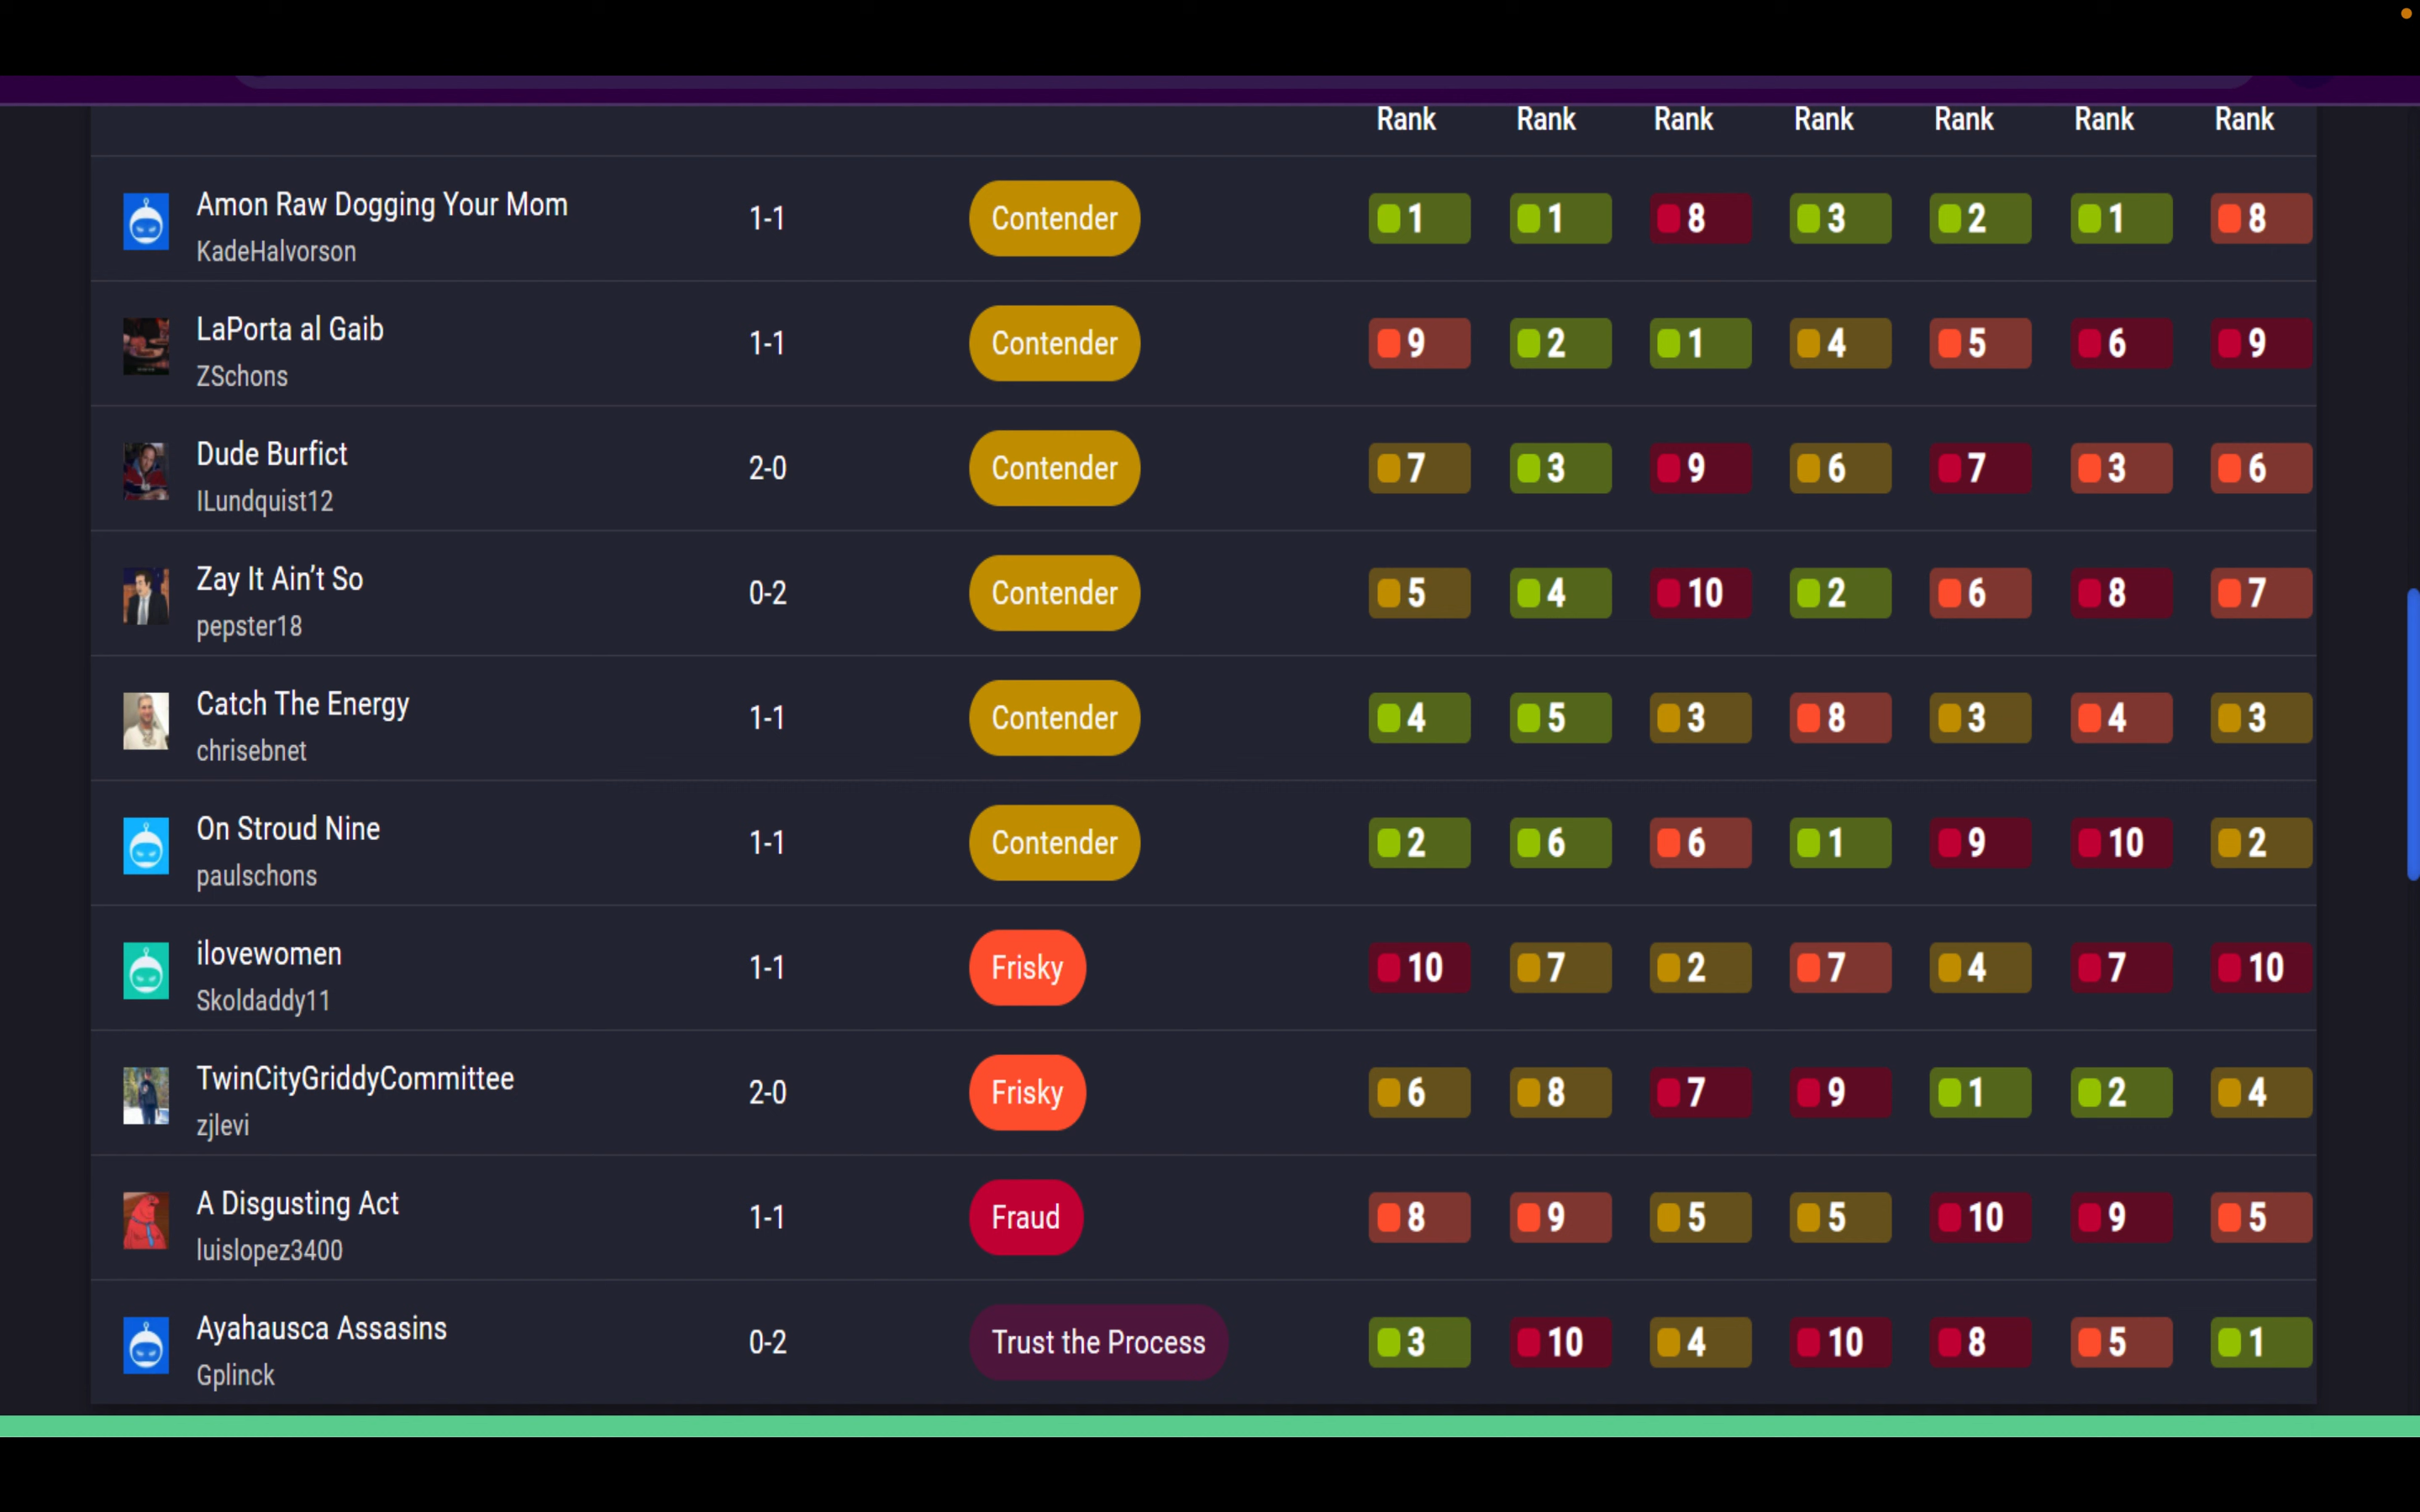 Rank Rank Rank Rank Rank Rank Rank
Amon Raw Dogging Your Mom
KadeHalvorson
1-1 Contender 1 1 8 3 2 1 8
LaPorta al Gaib
ZSchons
1-1 Contender 9 2 1 4 5 6 9
Dude Burfict
ILundquist12
2-0 Contender 7 3 9 6 7 3 6
Zay It Ain’t So
pepster18
0-2 Contender 5 4 10 2 6 8 7
Catch The Energy
chrisebnet
1-1 Contender 4 5 3 8 3 4 3
On Stroud Nine
paulschons
1-1 Contender 2 6 6 1 9 10 2
ilovewomen
Skoldaddy11
1-1 Frisky 10 7 2 7 4 7 10
TwinCityGriddyCommittee
zjlevi
2-0 Frisky 6 8 7 9 1 2 4
A Disgusting Act
luislopez3400
1-1 Fraud 8 9 5 5 10 9 5
Ayahausca Assasins
Gplinck
0-2 Trust the Process 3 10 4 10 8 5 1